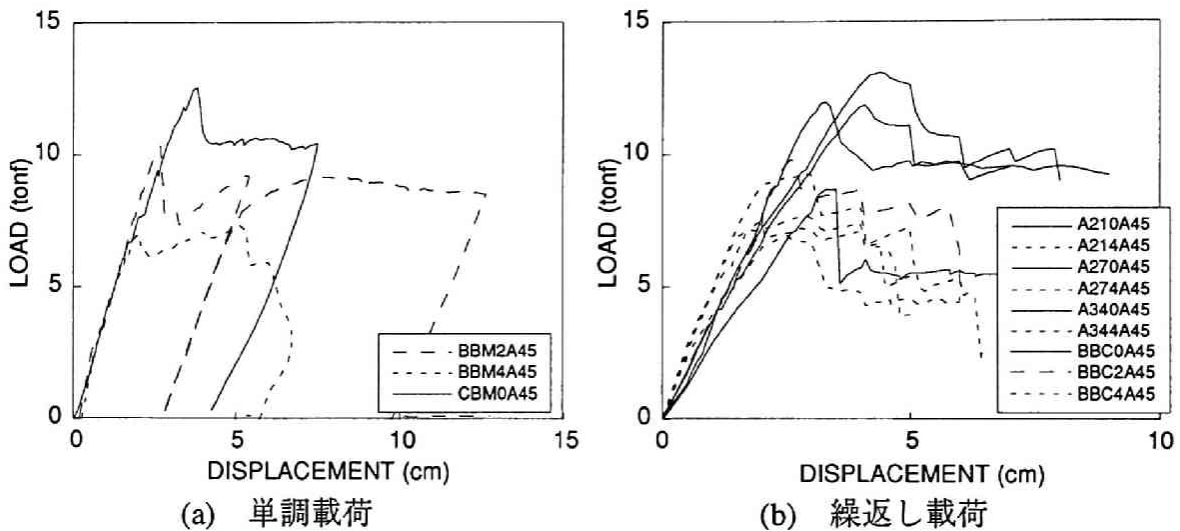 15
10
5
0
LOAD (tonf)
0
5
10
15
DISPLACEMENT (cm)
BBM2A45
BBM4A45
CBM0A45
(a) 単調載荷
15
10
5
0
LOAD (tonf)
0
5
10
DISPLACEMENT (cm)
A210A45
A214A45
A270A45
A274A45
A340A45
A344A45
BBC0A45
BBC2A45
BBC4A45
(b) 繰返し載荷